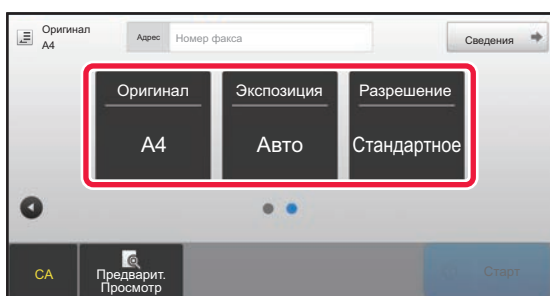 Оригинал
A4
Адрес
Номер факса
Сведения
Оригинал
Экспозиция
Разрешение
A4
Авто
Стандартное
CA
Предварит.
Просмотр
Старт